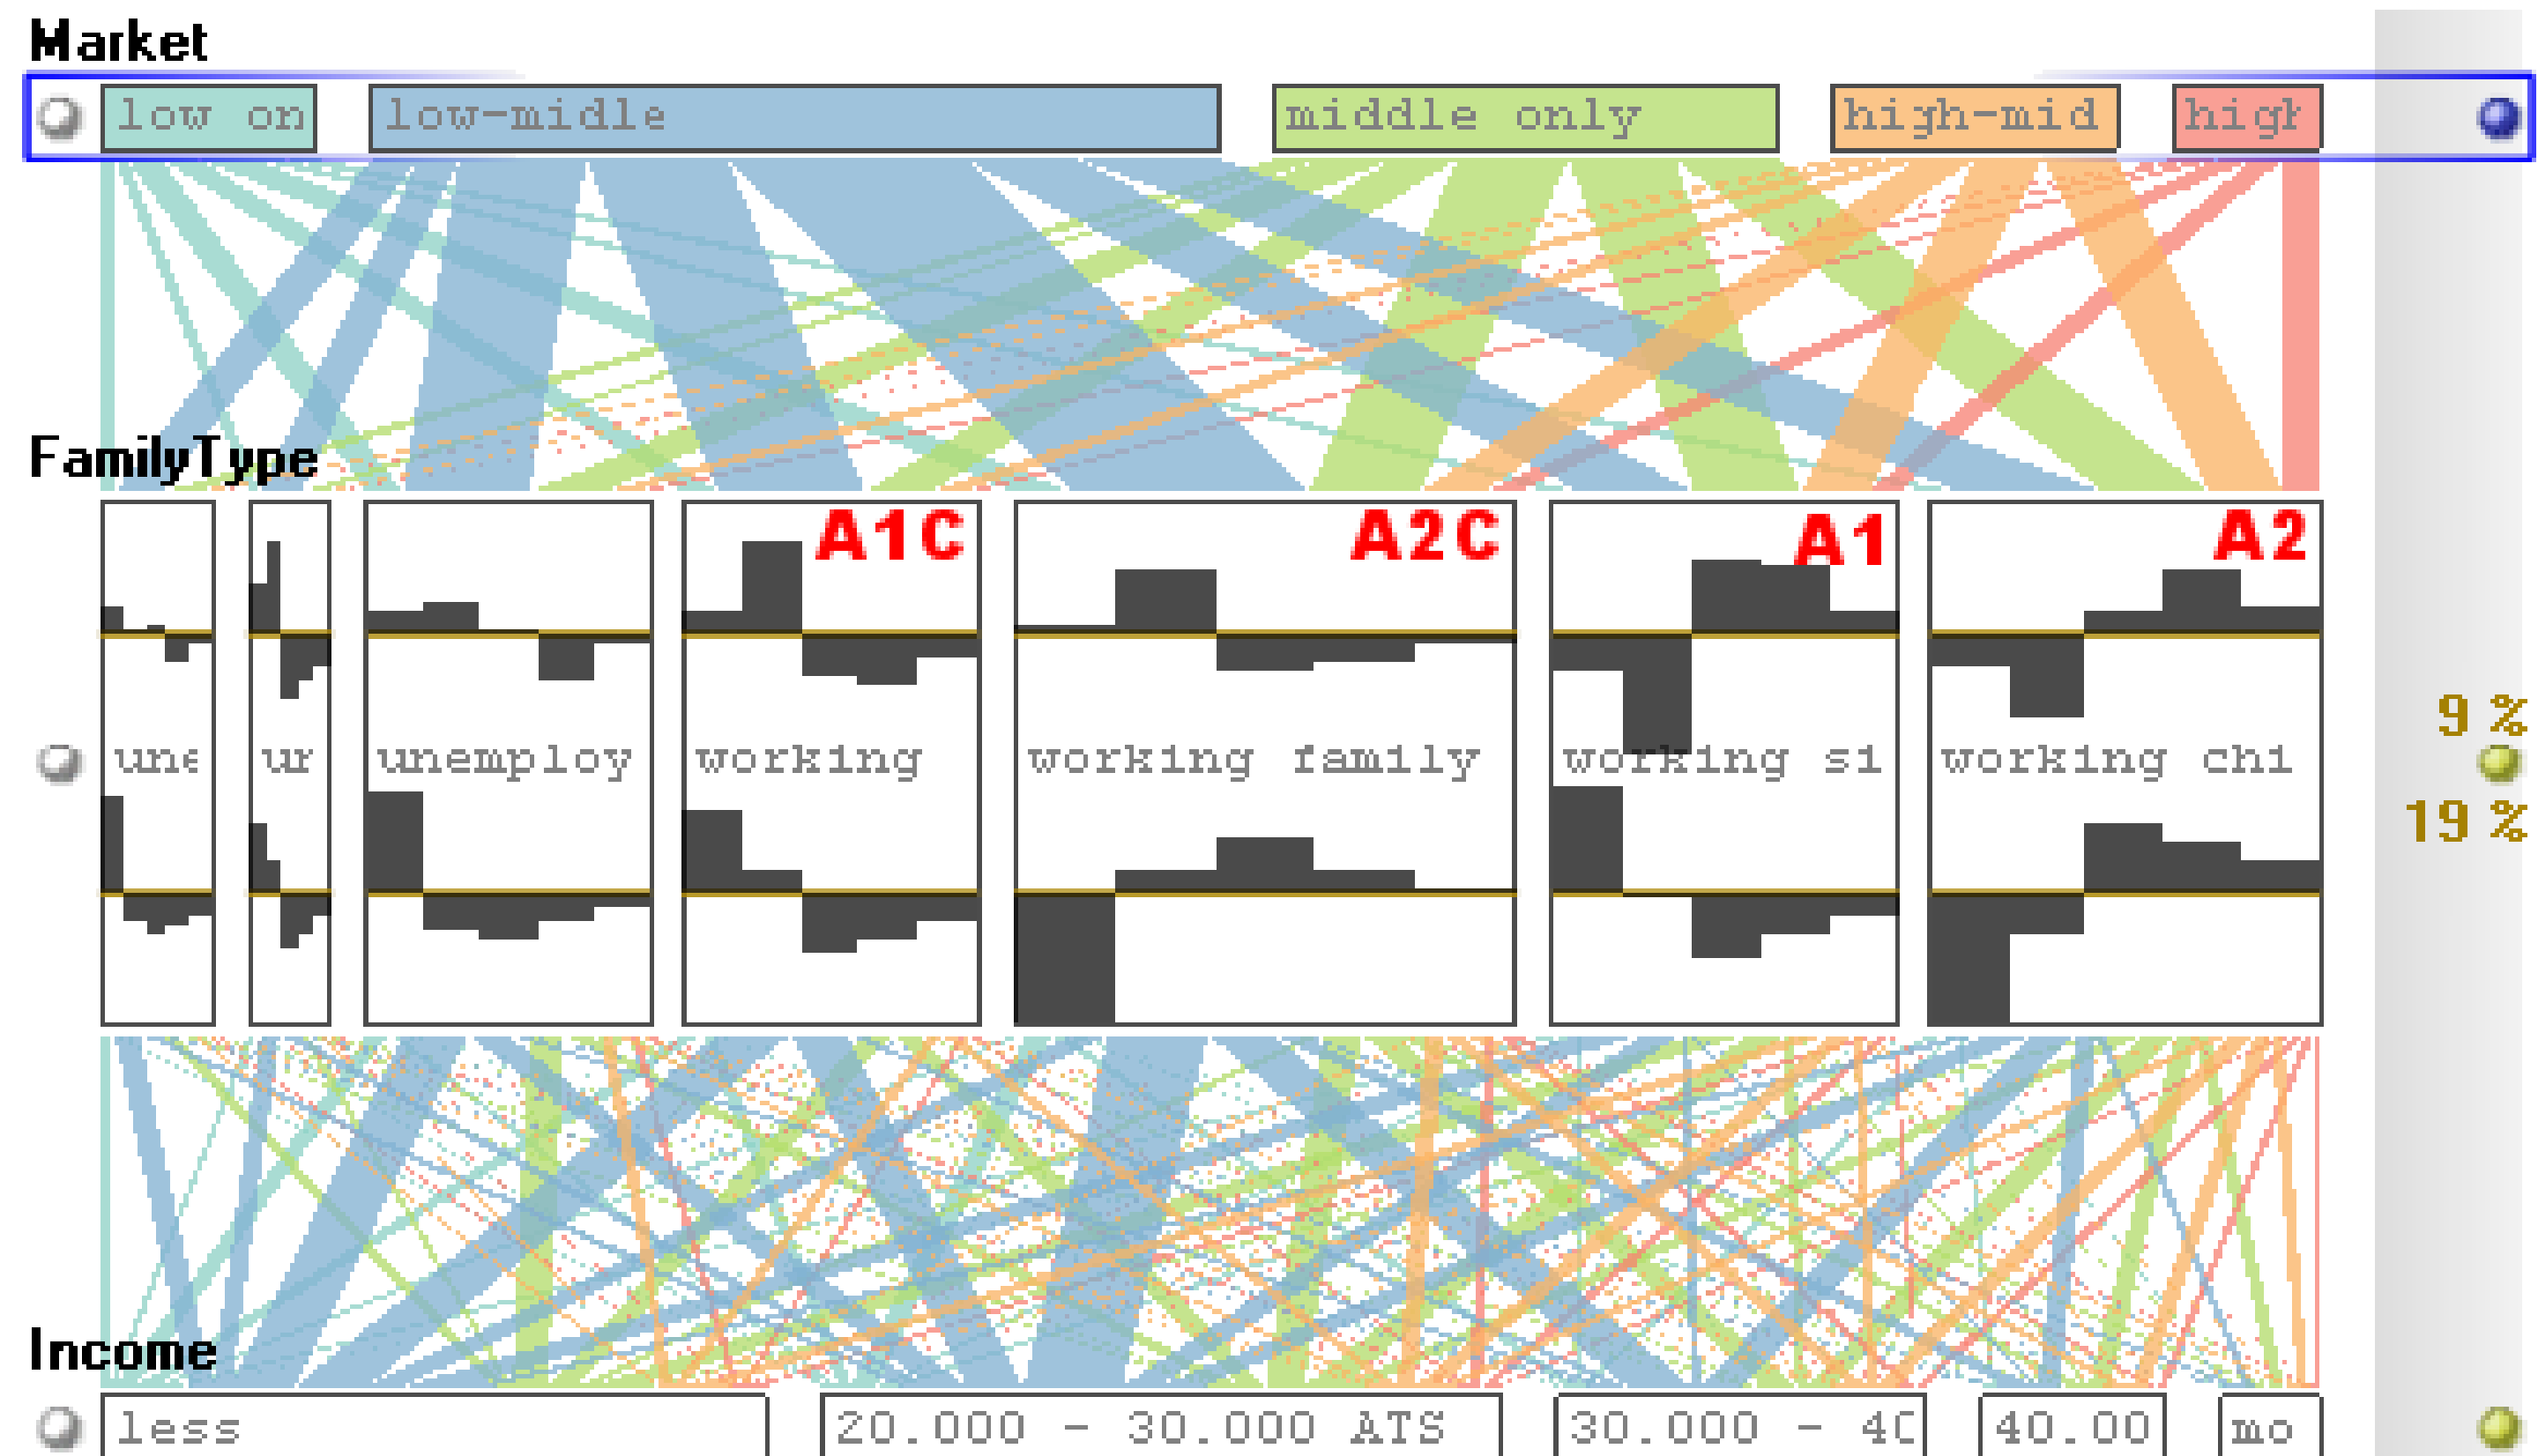 Market
low on low-midle middle only high-mid high
FamilyType
A1C A2C A1 A2
9 %
une ur unemploy working working family working si working chi
19 %
Income
less 20.000 - 30.000 ATS 30.000 - 40 40.00 mo